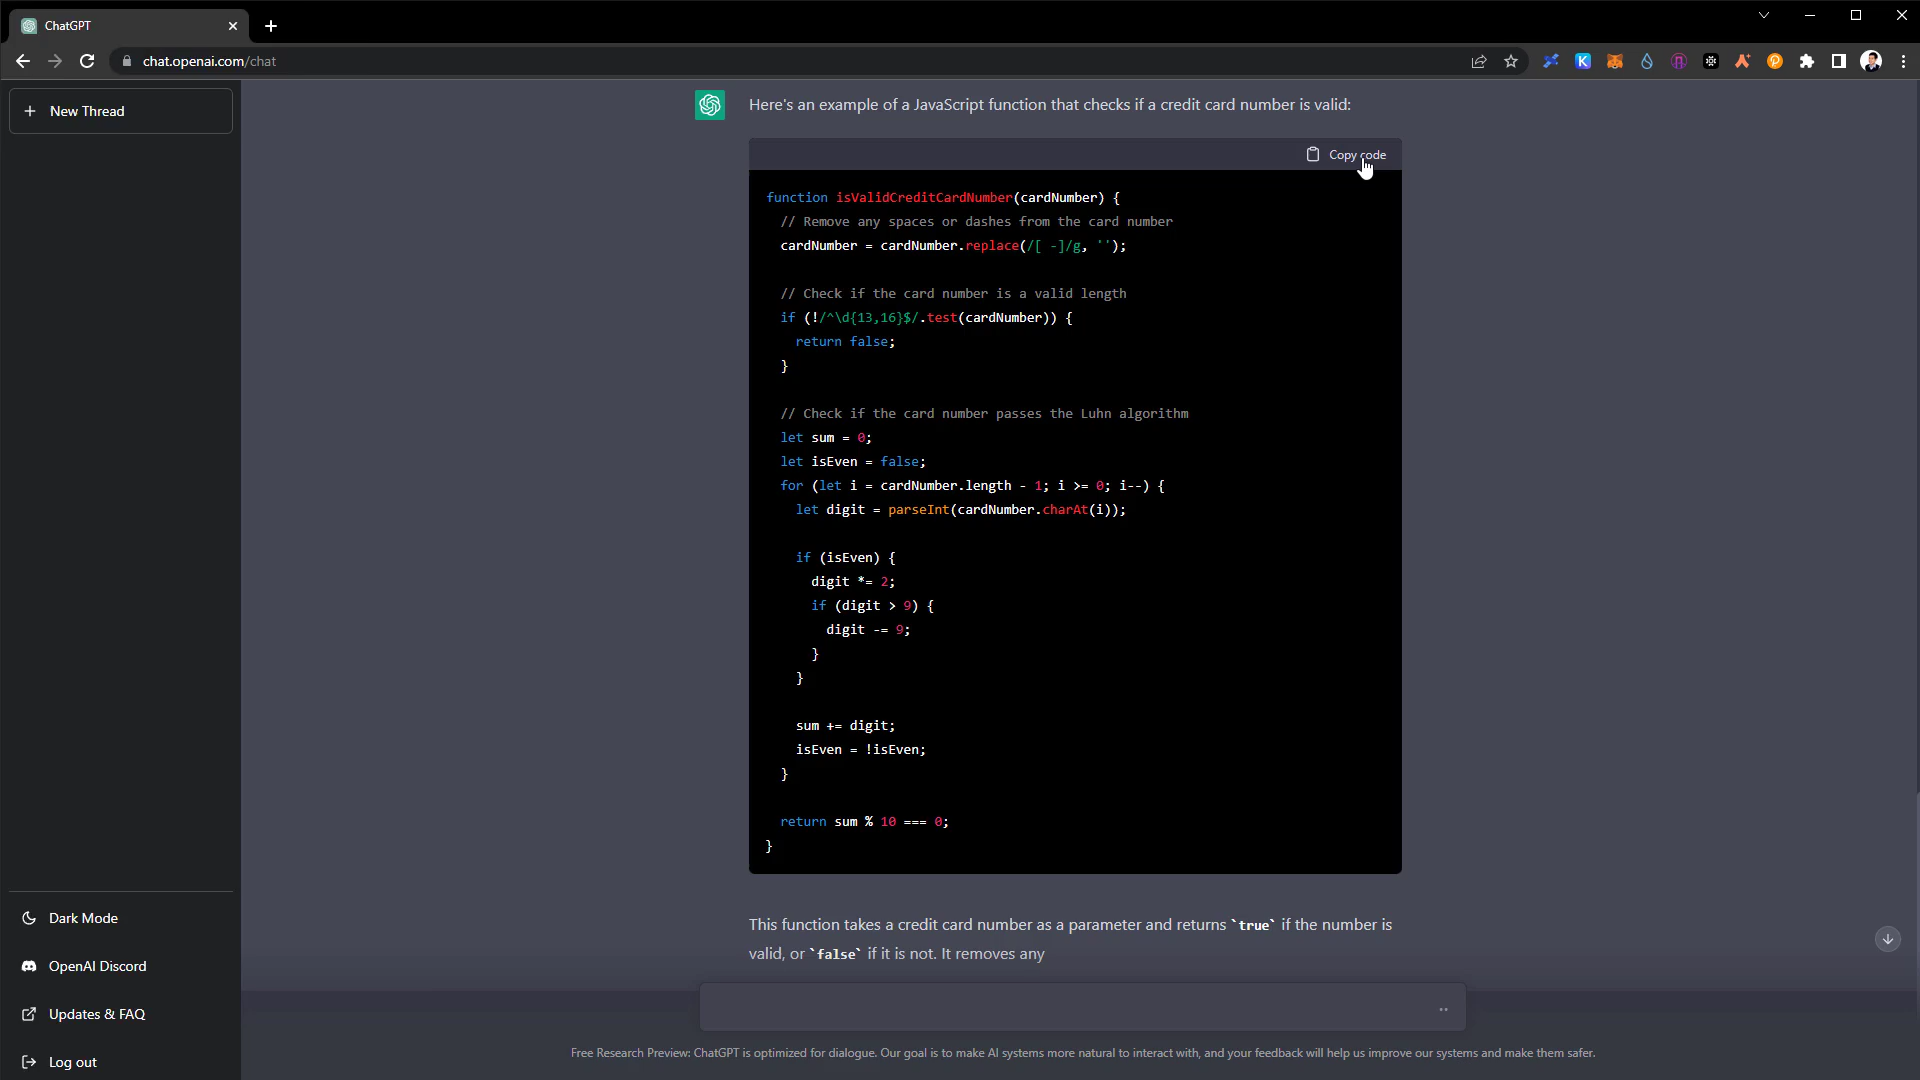 ChatGPT
chat.openai.com/chat
New Thread
Here's an example of a JavaScript function that checks if a credit card number is valid:
Copy code
function isValidCreditCardNumber(cardNumber) {
  // Remove any spaces or dashes from the card number
  cardNumber = cardNumber.replace(/[ -]/g, '');

  // Check if the card number is a valid length
  if (!/^\d{13,16}$/.test(cardNumber)) {
    return false;
  }

  // Check if the card number passes the Luhn algorithm
  let sum = 0;
  let isEven = false;
  for (let i = cardNumber.length - 1; i >= 0; i--) {
    let digit = parseInt(cardNumber.charAt(i));

    if (isEven) {
      digit *= 2;
      if (digit > 9) {
        digit -= 9;
      }
    }

    sum += digit;
    isEven = !isEven;
  }

  return sum % 10 === 0;
}
This function takes a credit card number as a parameter and returns `true` if the number is
valid, or `false` if it is not. It removes any
Dark Mode
OpenAI Discord
Updates & FAQ
Log out
Free Research Preview: ChatGPT is optimized for dialogue. Our goal is to make AI systems more natural to interact with, and your feedback will help us improve our systems and make them safer.